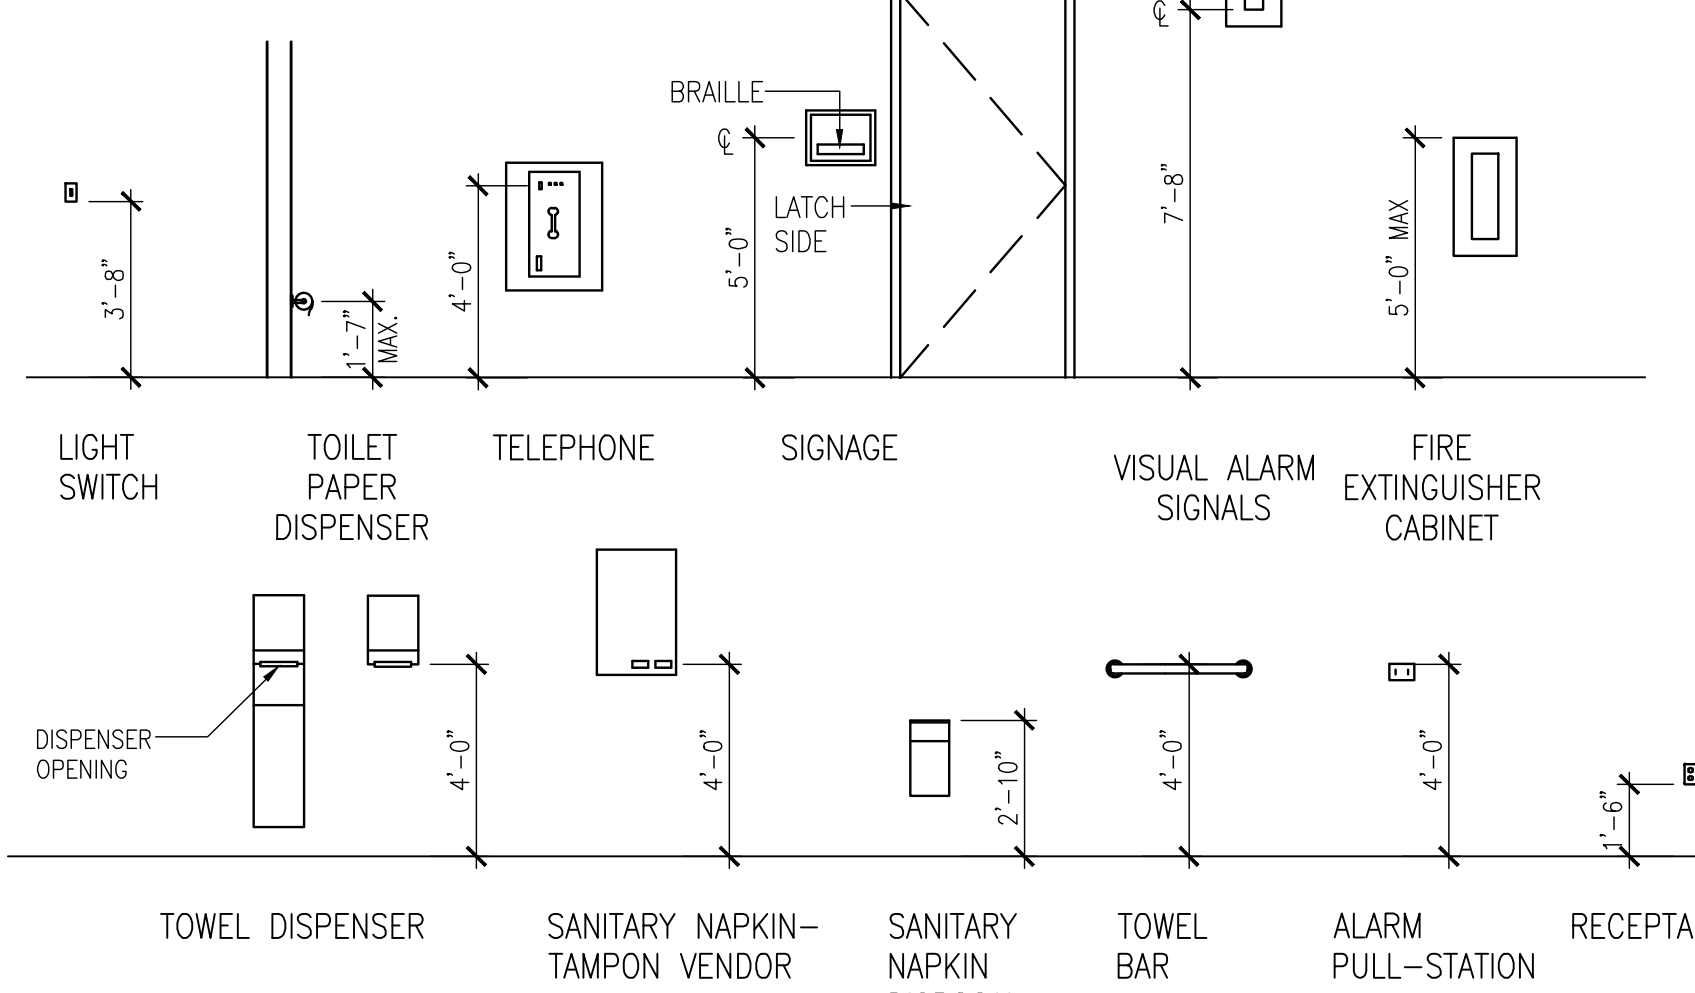 ℄
BRAILLE
℄
LATCH
SIDE
3'-8"
1'-7"
MAX.
4'-0"
5'-0"
7'-8"
5'-0" MAX
LIGHT
SWITCH
TOILET
PAPER
DISPENSER
TELEPHONE
SIGNAGE
VISUAL ALARM
SIGNALS
FIRE
EXTINGUISHER
CABINET
DISPENSER
OPENING
4'-0"
4'-0"
2'-10"
4'-0"
4'-0"
1'-6"
TOWEL DISPENSER
SANITARY NAPKIN-
TAMPON VENDOR
SANITARY
NAPKIN
TOWEL
BAR
ALARM
PULL-STATION
RECEPTA